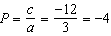 P = c/a = -12/3 = -4